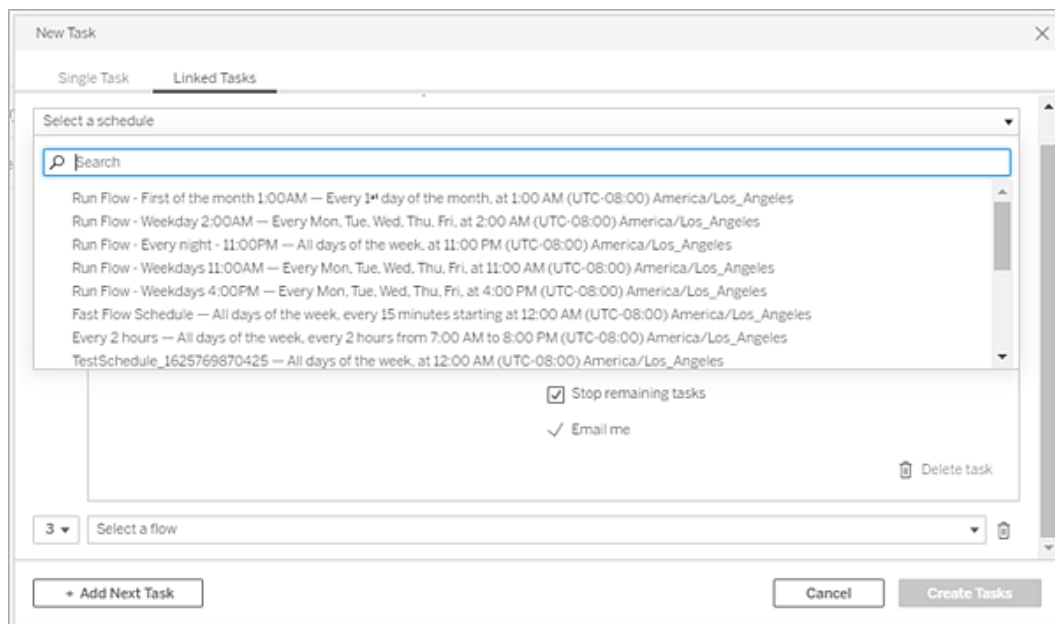 New Task
Single Task
Linked Tasks
Select a schedule
Search
Run Flow - First of the month 1:00AM — Every 1st day of the month, at 1:00 AM (UTC-08:00) America/Los_Angeles
Run Flow - Weekday 2:00AM — Every Mon, Tue, Wed, Thu, Fri, at 2:00 AM (UTC-08:00) America/Los_Angeles
Run Flow - Every night - 11:00PM — All days of the week, at 11:00 PM (UTC-08:00) America/Los_Angeles
Run Flow - Weekdays 11:00AM — Every Mon, Tue, Wed, Thu, Fri, at 11:00 AM (UTC-08:00) America/Los_Angeles
Run Flow - Weekdays 4:00PM — Every Mon, Tue, Wed, Thu, Fri, at 4:00 PM (UTC-08:00) America/Los_Angeles
Fast Flow Schedule — All days of the week, every 15 minutes starting at 12:00 AM (UTC-08:00) America/Los_Angeles
Every 2 hours — All days of the week, every 2 hours from 7:00 AM to 8:00 PM (UTC-08:00) America/Los_Angeles
TestSchedule_1625769870425 — All days of the week, at 12:00 AM (UTC-08:00) America/Los_Angeles
Stop remaining tasks
Email me
Delete task
3
Select a flow
+ Add Next Task
Cancel
Create Tasks